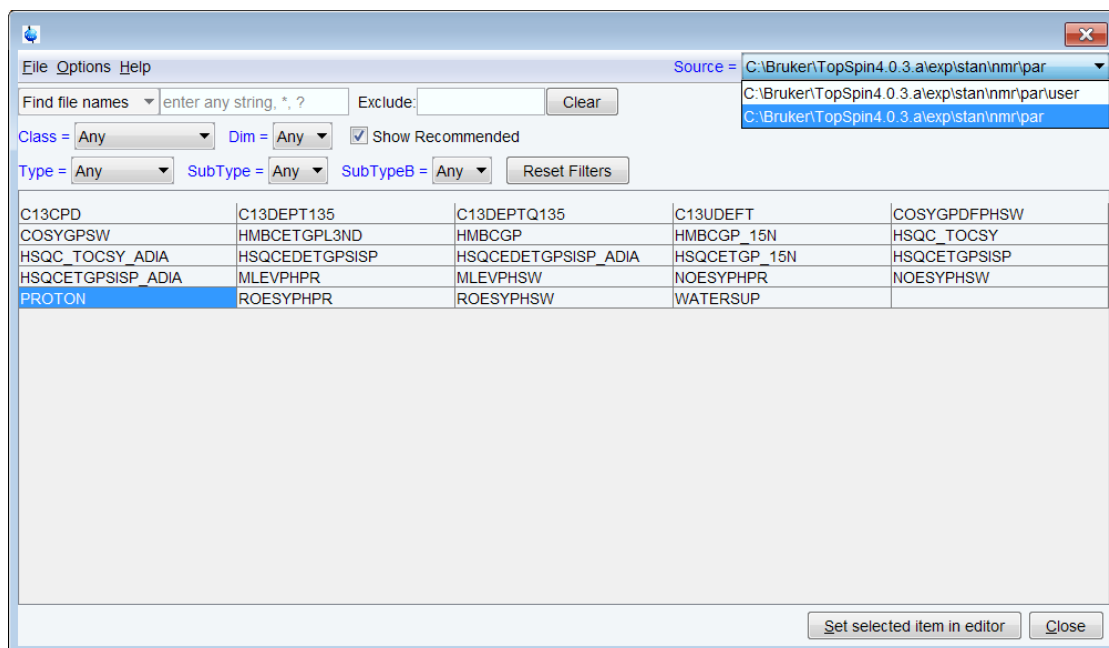 File Options Help Source = C:\Bruker\TopSpin4.0.3.a\exp\stan\nmr\par
Find file names enter any string, *, ? Exclude: Clear C:\Bruker\TopSpin4.0.3.a\exp\stan\nmr\par\user
C:\Bruker\TopSpin4.0.3.a\exp\stan\nmr\par
Class = Any Dim = Any Show Recommended
Type = Any SubType = Any SubTypeB = Any Reset Filters
C13CPD C13DEPT135 C13DEPTQ135 C13UDEFT COSYGPDFPHSW
COSYGPSW HMBCETGPL3ND HMBCGP HMBCGP_15N HSQC_TOCSY
HSQC_TOCSY_ADIA HSQCEDETGPSISP HSQCEDETGPSISP_ADIA HSQCETGP_15N HSQCETGPSISP
HSQCETGPSISP_ADIA MLEVPHPR MLEVPHSW NOESYPHPR NOESYPHSW
PROTON ROESYPHPR ROESYPHSW WATERSUP
Set selected item in editor Close